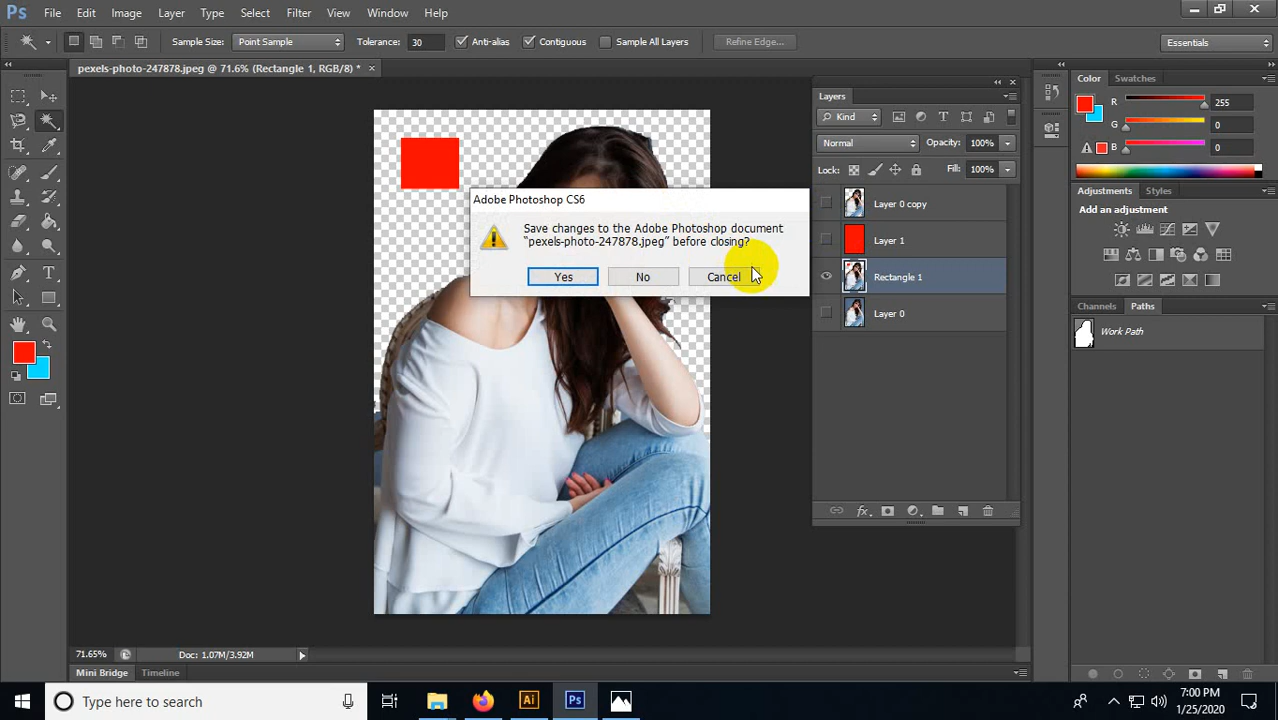 Ps File Edit Image Layer Type Select Filter View Window Help
Sample Size: Point Sample Tolerance: 30 Anti-alias Contiguous Sample All Layers Refine Edge... Essentials
pexels-photo-247878.jpeg @ 71.6% (Rectangle 1, RGB/8) *
Layers
Kind
Normal Opacity: 100%
Lock: Fill: 100%
Layer 0 copy
Layer 1
Rectangle 1
Layer 0
Color Swatches
R 255
G 0
B 0
Adjustments Styles
Add an adjustment
Channels Paths
Work Path
Adobe Photoshop CS6
Save changes to the Adobe Photoshop document
“pexels-photo-247878.jpeg” before closing?
Yes No Cancel
71.65% Doc: 1.07M/3.92M
Mini Bridge Timeline
Type here to search
Ai Ps
7:00 PM
1/25/2020